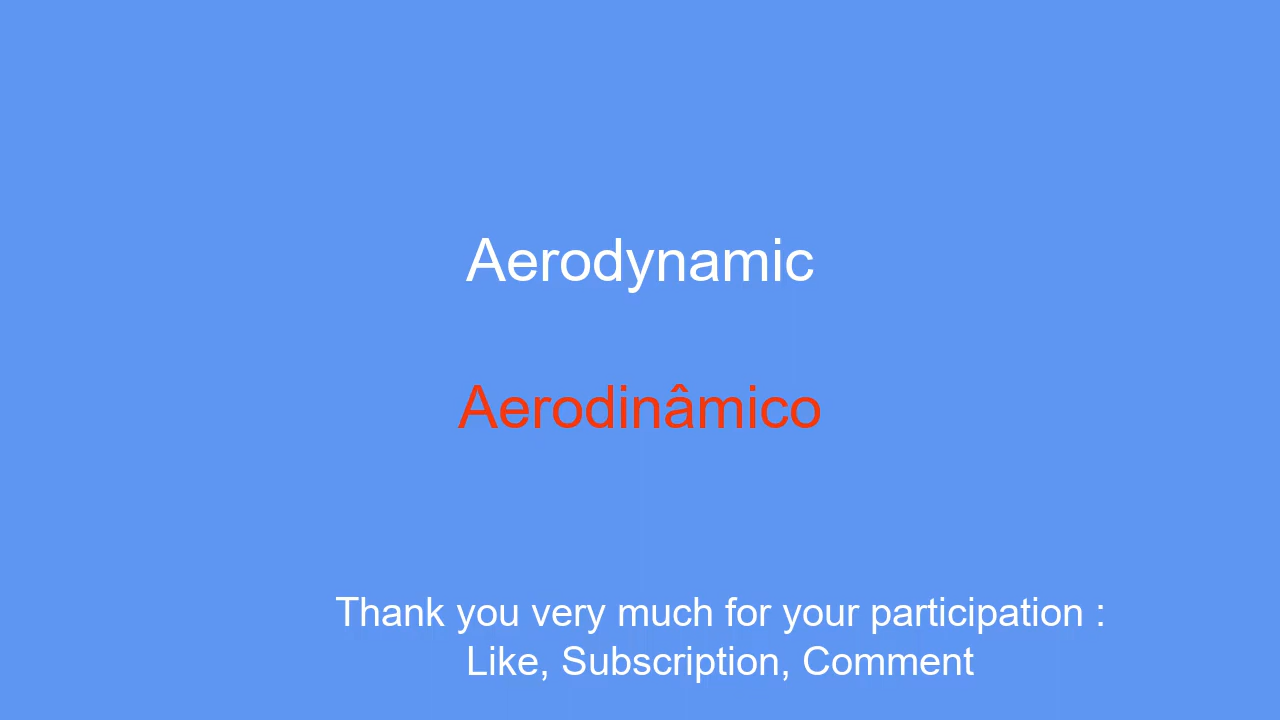 Aerodynamic
Aerodinâmico
Thank you very much for your participation :
Like, Subscription, Comment